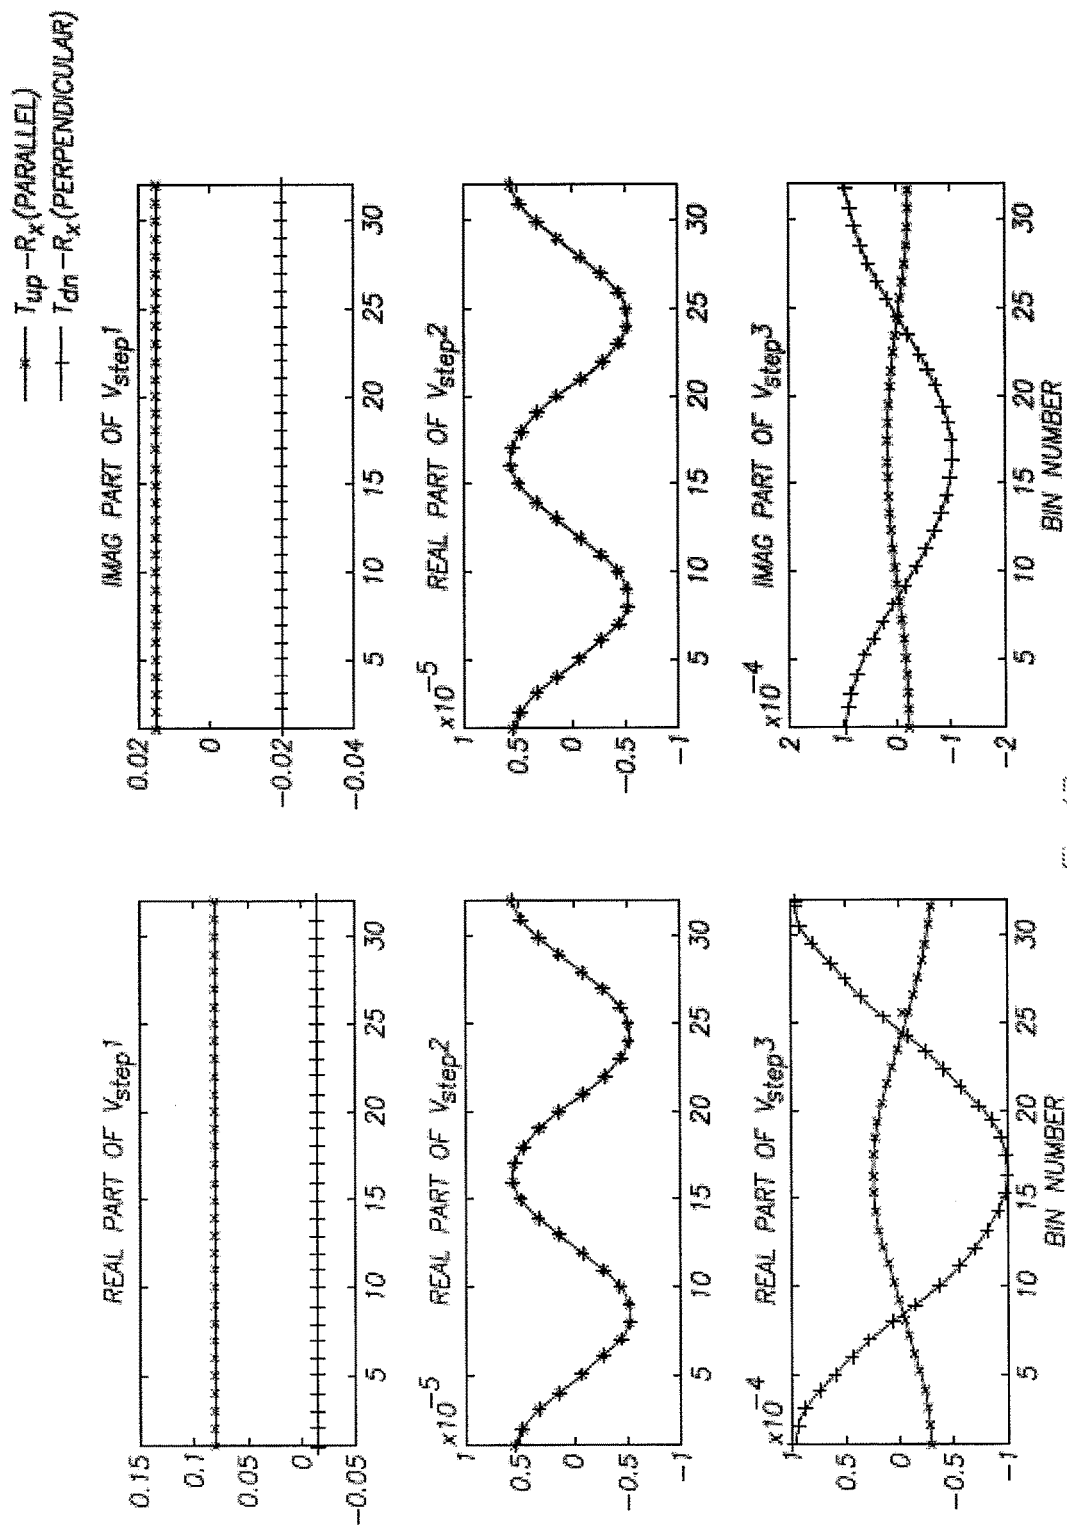 T_up-R_x(PARALLEL)
T_dn-R_x(PERPENDICULAR)
REAL PART OF V_step1
0.15
0.1
0.05
0
-0.05
5 10 15 20 25 30
IMAG PART OF V_step1
0.02
0
-0.02
-0.04
5 10 15 20 25 30
REAL PART OF V_step2
x10^-5
1
0.5
0
-0.5
-1
5 10 15 20 25 30
REAL PART OF V_step2
x10^-5
1
0.5
0
-0.5
-1
5 10 15 20 25 30
REAL PART OF V_step3
x10^-4
1
0.5
0
-0.5
-1
5 10 15 20 25 30
BIN NUMBER
IMAG PART OF V_step3
x10^-4
2
1
0
-1
-2
5 10 15 20 25 30
BIN NUMBER